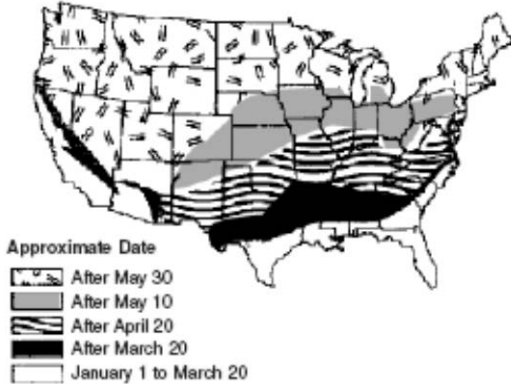 Approximate Date
After May 30
After May 10
After April 20
After March 20
January 1 to March 20